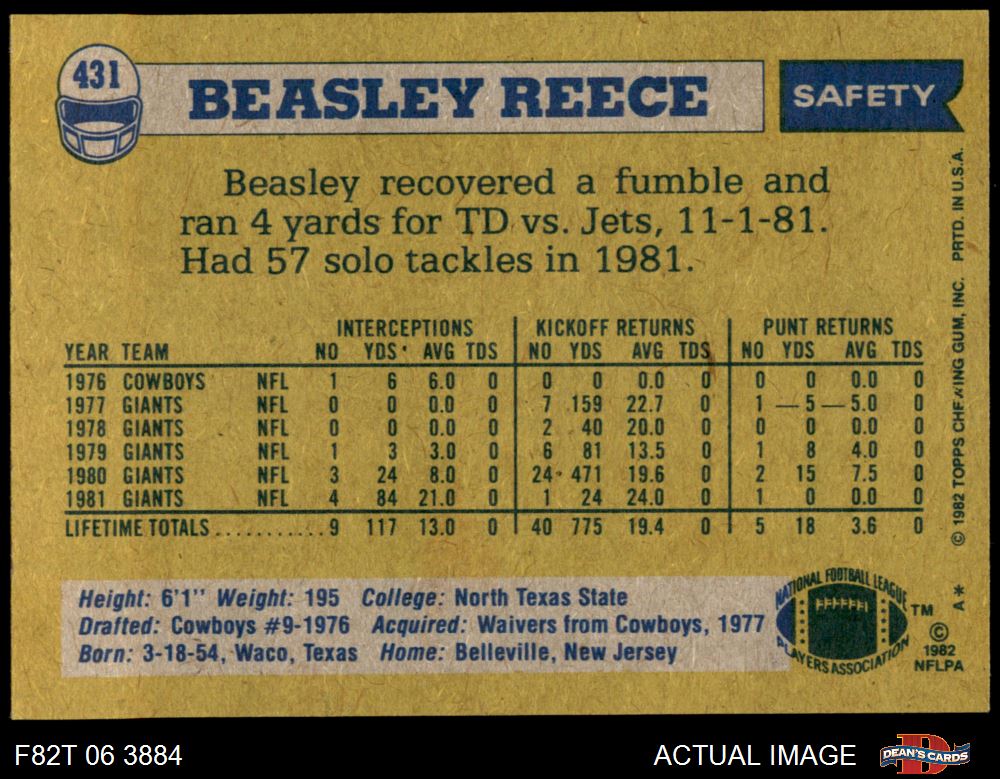 431
BEASLEY REECE
SAFETY
Beasley recovered a fumble and
ran 4 yards for TD vs. Jets, 11-1-81.
Had 57 solo tackles in 1981.
INTERCEPTIONS KICKOFF RETURNS PUNT RETURNS
YEAR TEAM NO YDS AVG TDS NO YDS AVG TDS NO YDS AVG TDS
1976 COWBOYS NFL 1 6 6.0 0 0 0 0.0 0 0 0 0.0 0
1977 GIANTS NFL 0 0 0.0 0 7 159 22.7 0 1 —5— 5.0 0
1978 GIANTS NFL 0 0 0.0 0 2 40 20.0 0 0 0 0.0 0
1979 GIANTS NFL 1 3 3.0 0 6 81 13.5 0 1 8 4.0 0
1980 GIANTS NFL 3 24 8.0 0 24 471 19.6 0 2 15 7.5 0
1981 GIANTS NFL 4 84 21.0 0 1 24 24.0 0 1 0 0.0 0
LIFETIME TOTALS........... 9 117 13.0 0 40 775 19.4 0 5 18 3.6 0
Height: 6'1" Weight: 195 College: North Texas State
Drafted: Cowboys #9-1976 Acquired: Waivers from Cowboys, 1977
Born: 3-18-54, Waco, Texas Home: Belleville, New Jersey
NATIONAL FOOTBALL LEAGUE
PLAYERS ASSOCIATION
TM
©
1982
NFLPA
A*
© 1982 TOPPS CHEWING GUM, INC. PRTD. IN U.S.A.
F82T 06 3884
ACTUAL IMAGE
DEAN'S CARDS